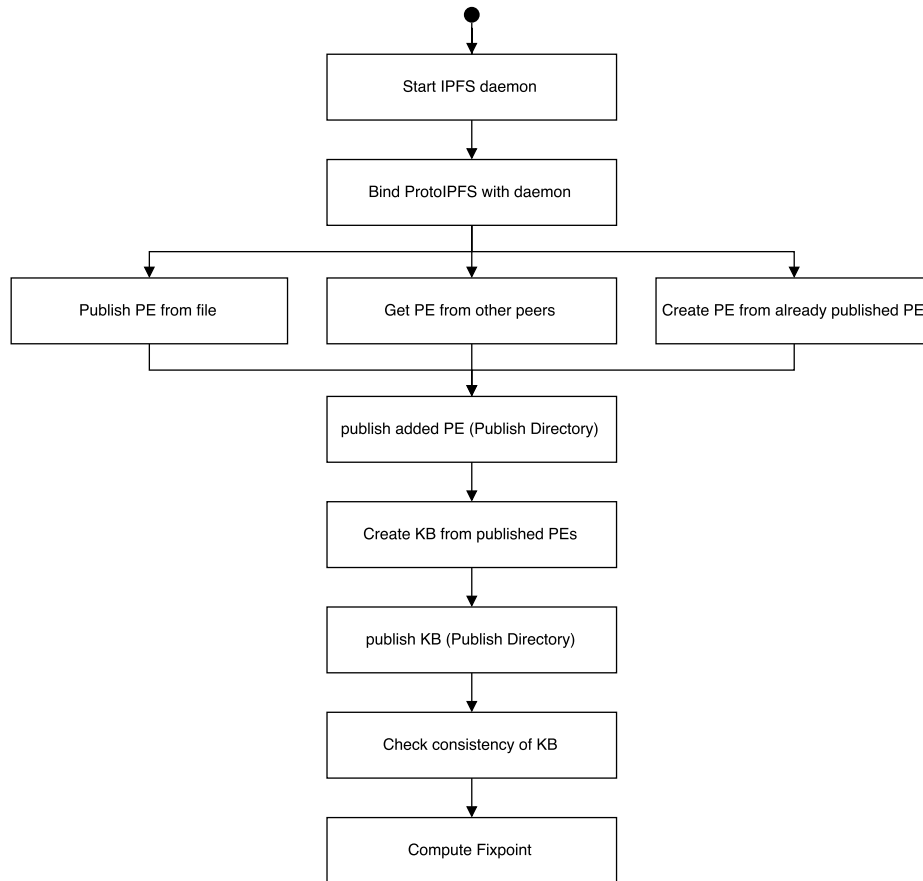 Start IPFS daemon
Bind ProtoIPFS with daemon
Publish PE from file
Get PE from other peers
Create PE from already published PE
publish added PE (Publish Directory)
Create KB from published PEs
publish KB (Publish Directory)
Check consistency of KB
Compute Fixpoint